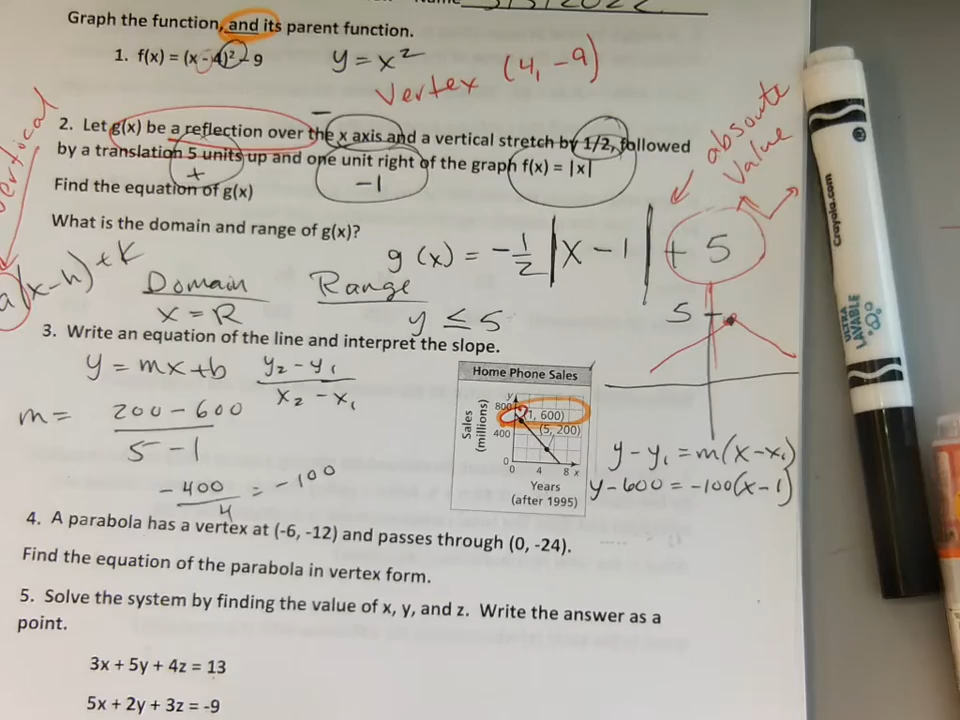 Graph the function, and its parent function.
1. f(x) = (x - 4)² - 9
y = x²
Vertex (4, -9)
2. Let g(x) be a reflection over the x axis and a vertical stretch by 1/2, followed
by a translation 5 units up and one unit right of the graph f(x) = |x|
+
-1
Find the equation of g(x)
What is the domain and range of g(x)?
g(x) = -1/2 |x - 1| + 5
absoute
value
vertical
a(x-h) + k
Domain
x = R
Range
y ≤ 5
5
3. Write an equation of the line and interpret the slope.
y = mx + b
y₂ - y₁
x₂ - x₁
m = 200 - 600
5 - 1
-400
4
= -100
Home Phone Sales
Sales
(millions)
y
800
400
0
(1, 600)
(5, 200)
0 4 8 x
Years
(after 1995)
y - y₁ = m(x - x₁)
y - 600 = -100(x - 1)
4. A parabola has a vertex at (-6, -12) and passes through (0, -24).
Find the equation of the parabola in vertex form.
5. Solve the system by finding the value of x, y, and z. Write the answer as a
point.
3x + 5y + 4z = 13
5x + 2y + 3z = -9
Crayola.com
ULTRA
LAVABLE